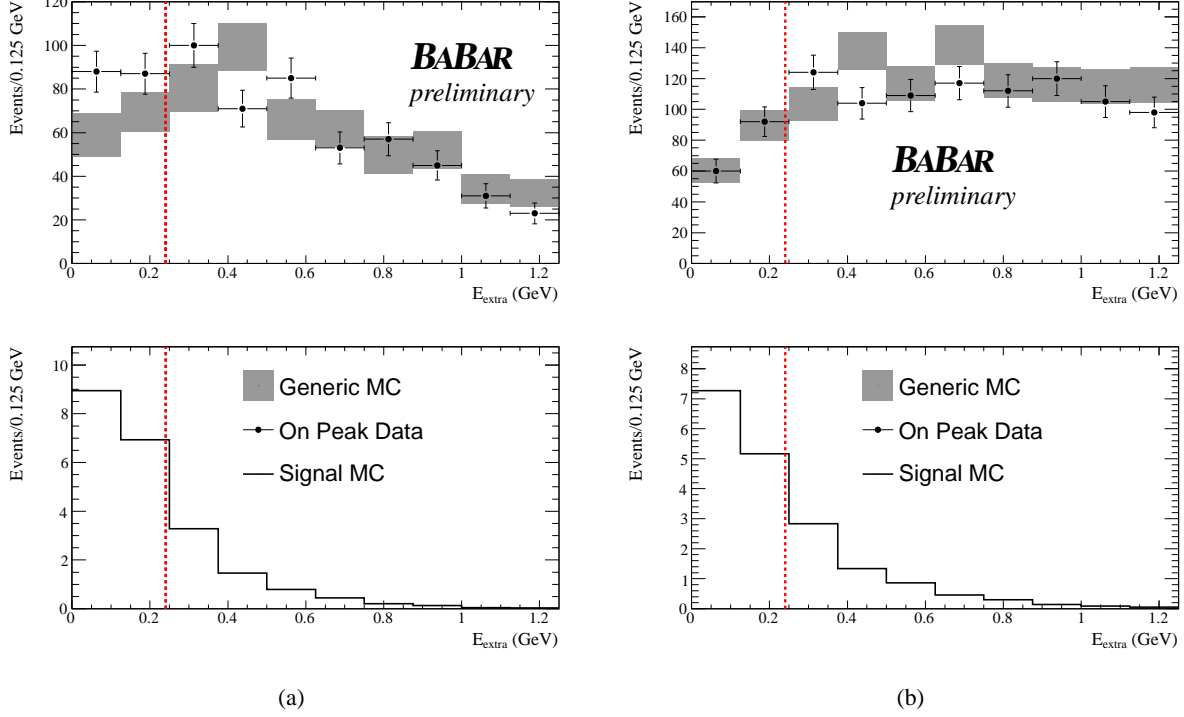 Events/0.125 GeV
120
100
80
60
40
20
0
0 0.2 0.4 0.6 0.8 1 1.2
E_extra (GeV)
BABAR
preliminary
Events/0.125 GeV
160
140
120
100
80
60
40
20
0
0 0.2 0.4 0.6 0.8 1 1.2
E_extra (GeV)
BABAR
preliminary
Events/0.125 GeV
10
8
6
4
2
0
0 0.2 0.4 0.6 0.8 1 1.2
E_extra (GeV)
Generic MC
On Peak Data
Signal MC
Events/0.125 GeV
8
7
6
5
4
3
2
1
0
0 0.2 0.4 0.6 0.8 1 1.2
E_extra (GeV)
Generic MC
On Peak Data
Signal MC
(a)
(b)